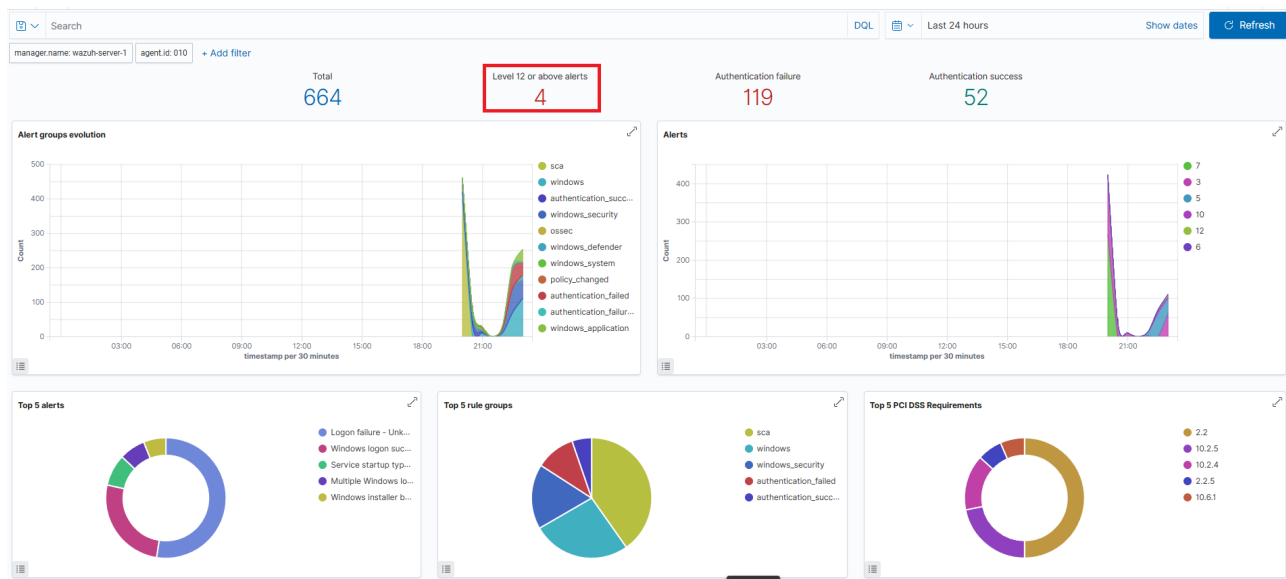 Search DQL Last 24 hours Show dates Refresh
manager.name: wazuh-server-1 agent.id: 010 + Add filter
Total
664
Level 12 or above alerts
4
Authentication failure
119
Authentication success
52
Alert groups evolution
500
400
300
200
100
0
Count
03:00 06:00 09:00 12:00 15:00 18:00 21:00
timestamp per 30 minutes
sca
windows
authentication_succ...
windows_security
ossec
windows_defender
windows_system
policy_changed
authentication_failed
authentication_failur...
windows_application
Alerts
400
300
200
100
0
Count
03:00 06:00 09:00 12:00 15:00 18:00 21:00
timestamp per 30 minutes
7
3
5
10
12
6
Top 5 alerts
Logon failure - Unk...
Windows logon suc...
Service startup typ...
Multiple Windows lo...
Windows installer b...
Top 5 rule groups
sca
windows
windows_security
authentication_failed
authentication_succ...
Top 5 PCI DSS Requirements
2.2
10.2.5
10.2.4
2.2.5
10.6.1